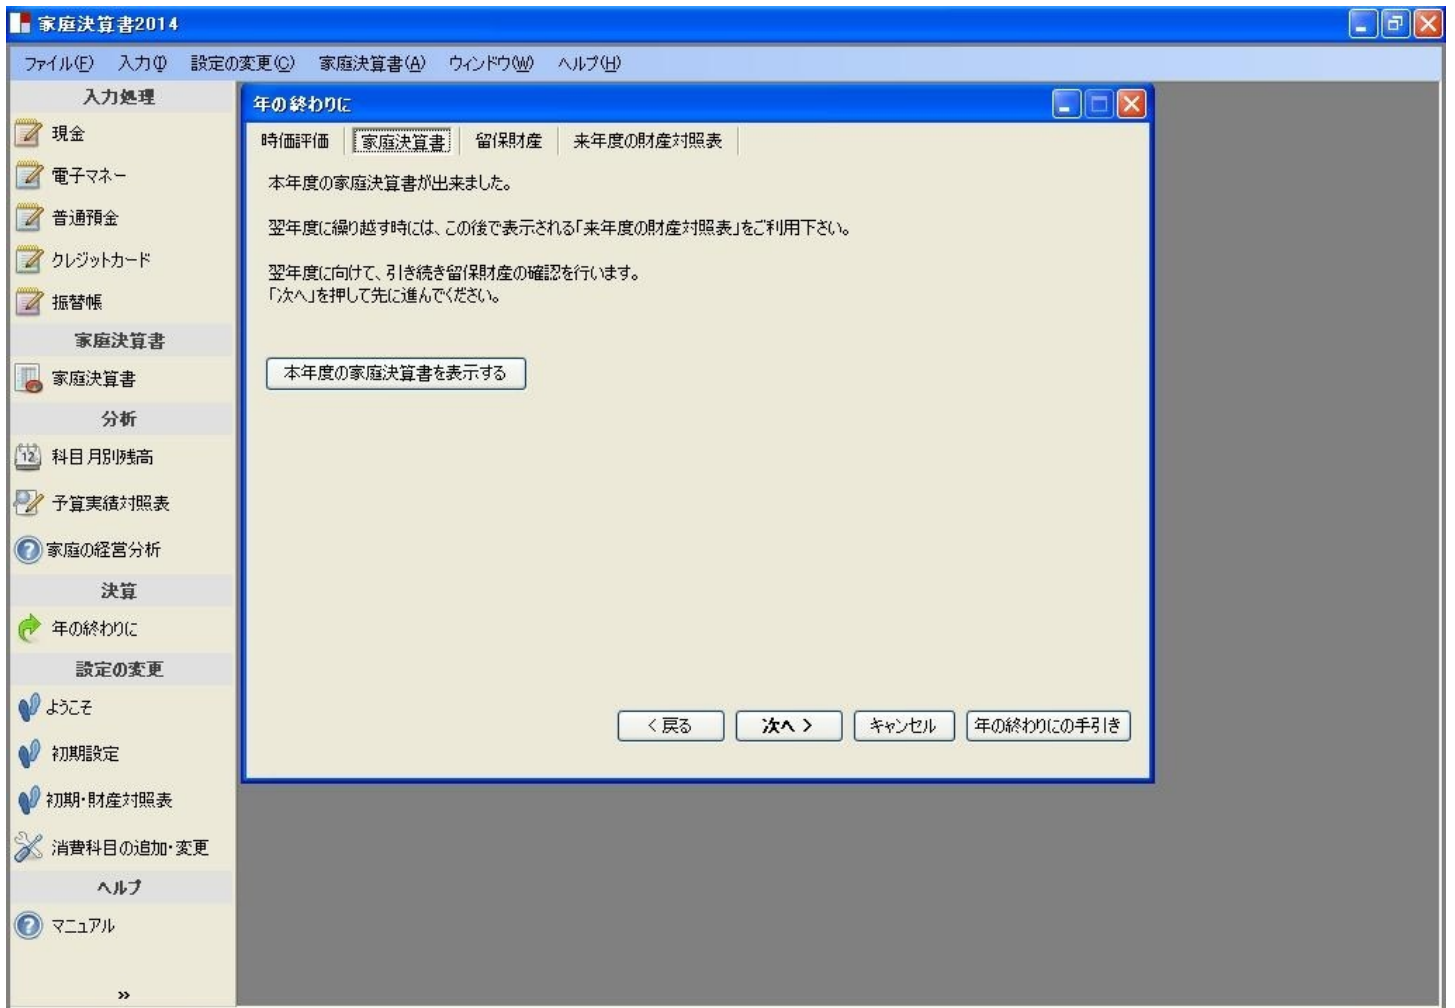 家庭決算書2014
ファイル(F) 入力(I) 設定の変更(C) 家庭決算書(A) ウィンドウ(W) ヘルプ(H)
入力処理
現金
電子マネー
普通預金
クレジットカード
振替帳
家庭決算書
家庭決算書
分析
12
科目月別残高
予算実績対照表
家庭の経営分析
決算
年の終わりに
設定の変更
ようこそ
初期設定
初期・財産対照表
消費科目の追加・変更
ヘルプ
マニュアル
»
年の終わりに
時価評価 家庭決算書 留保財産 来年度の財産対照表
本年度の家庭決算書が出来ました。
翌年度に繰り越す時には、この後で表示される「来年度の財産対照表」をご利用下さい。
翌年度に向けて、引き続き留保財産の確認を行います。
「次へ」を押して先に進んでください。
本年度の家庭決算書を表示する
< 戻る 次へ > キャンセル 年の終わりにの手引き